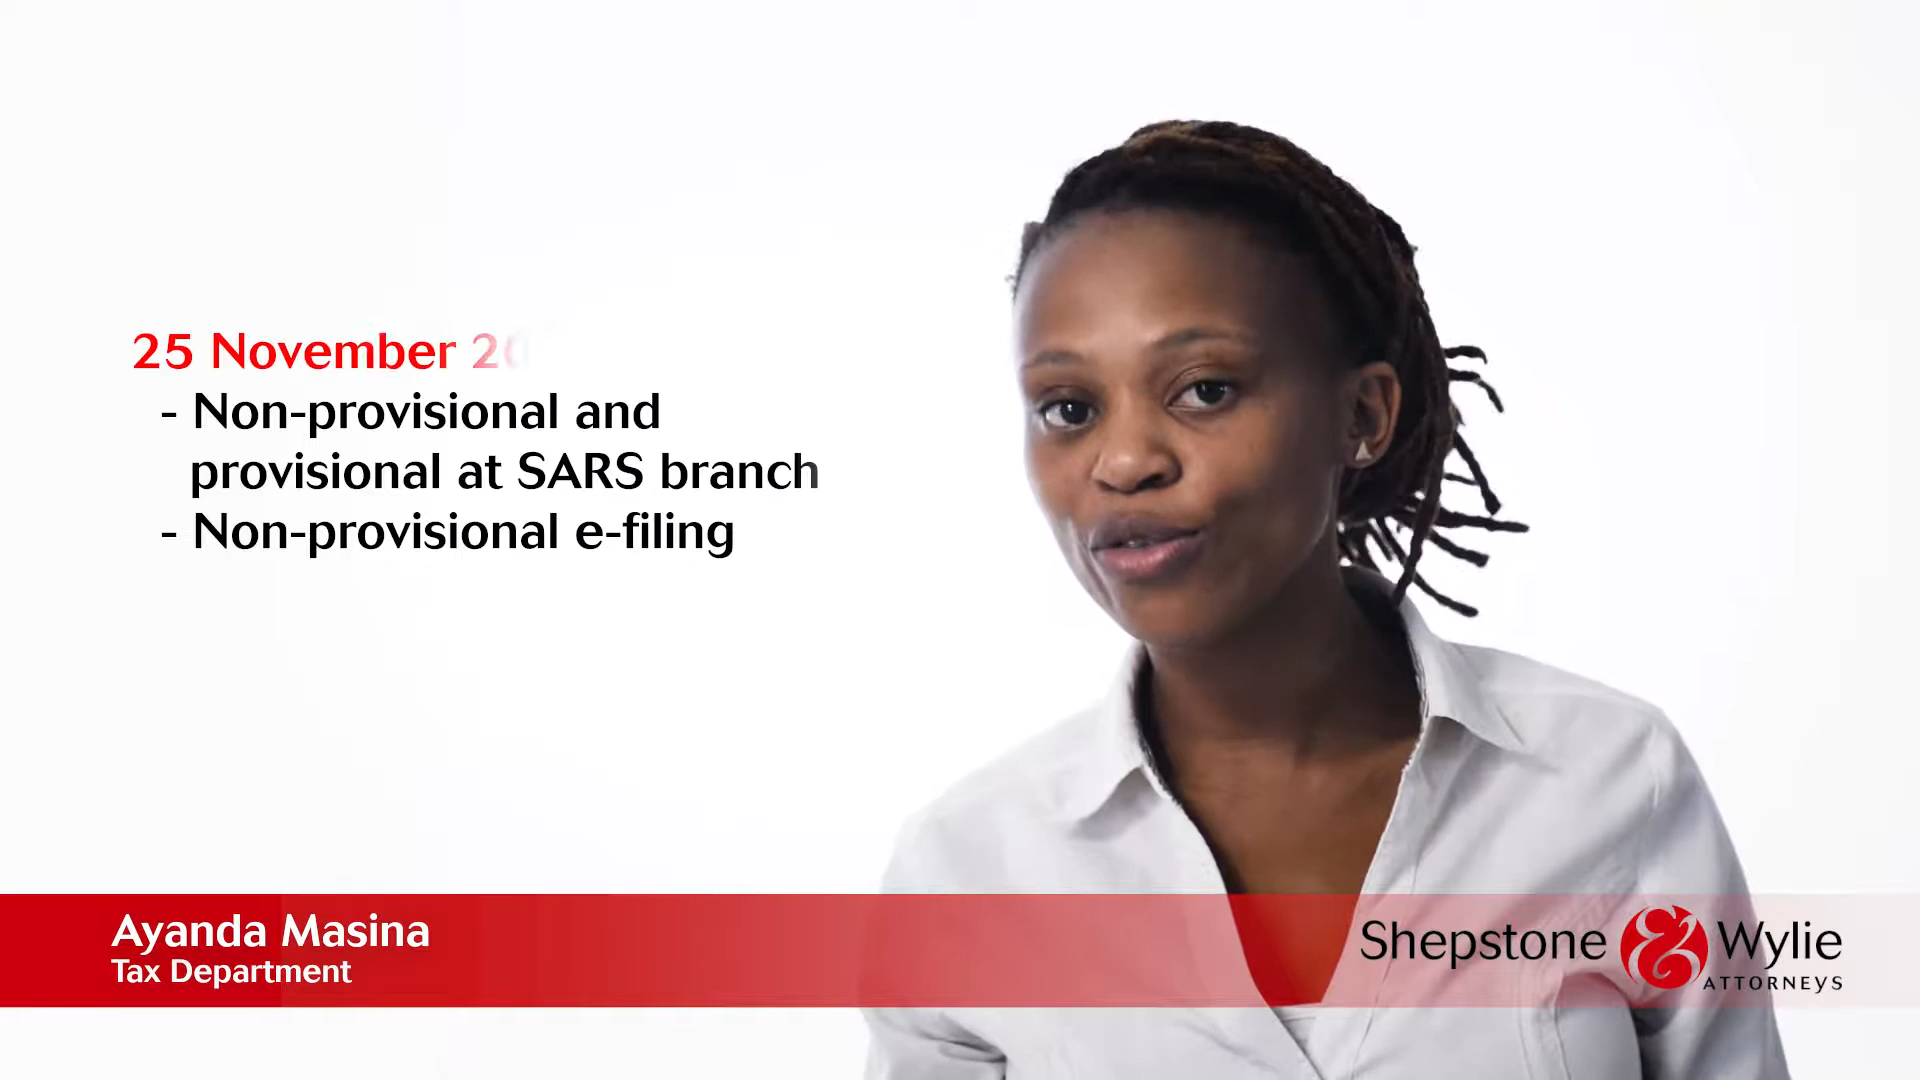 25 November
- Non-provisional and
provisional at SARS branch
- Non-provisional e-filing
Ayanda Masina
Tax Department
Shepstone & Wylie
ATTORNEYS